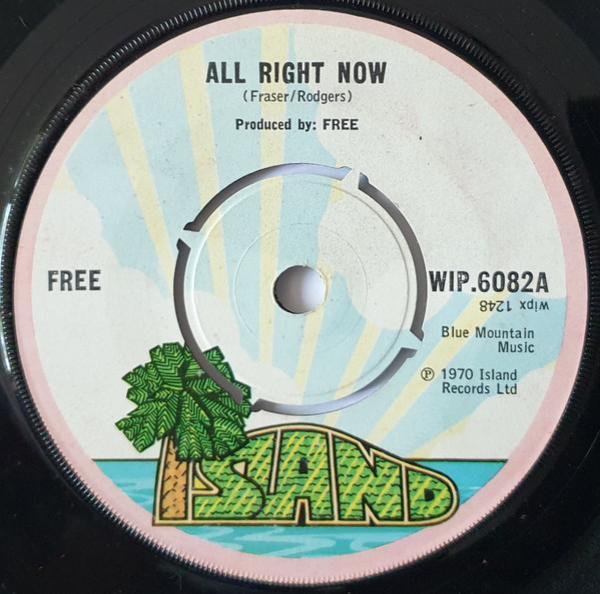 ALL RIGHT NOW
(Fraser/Rodgers)
Produced by: FREE
FREE
WIP.6082A
wipx 1248
Blue Mountain
Music
℗ 1970 Island
Records Ltd
ISLAND